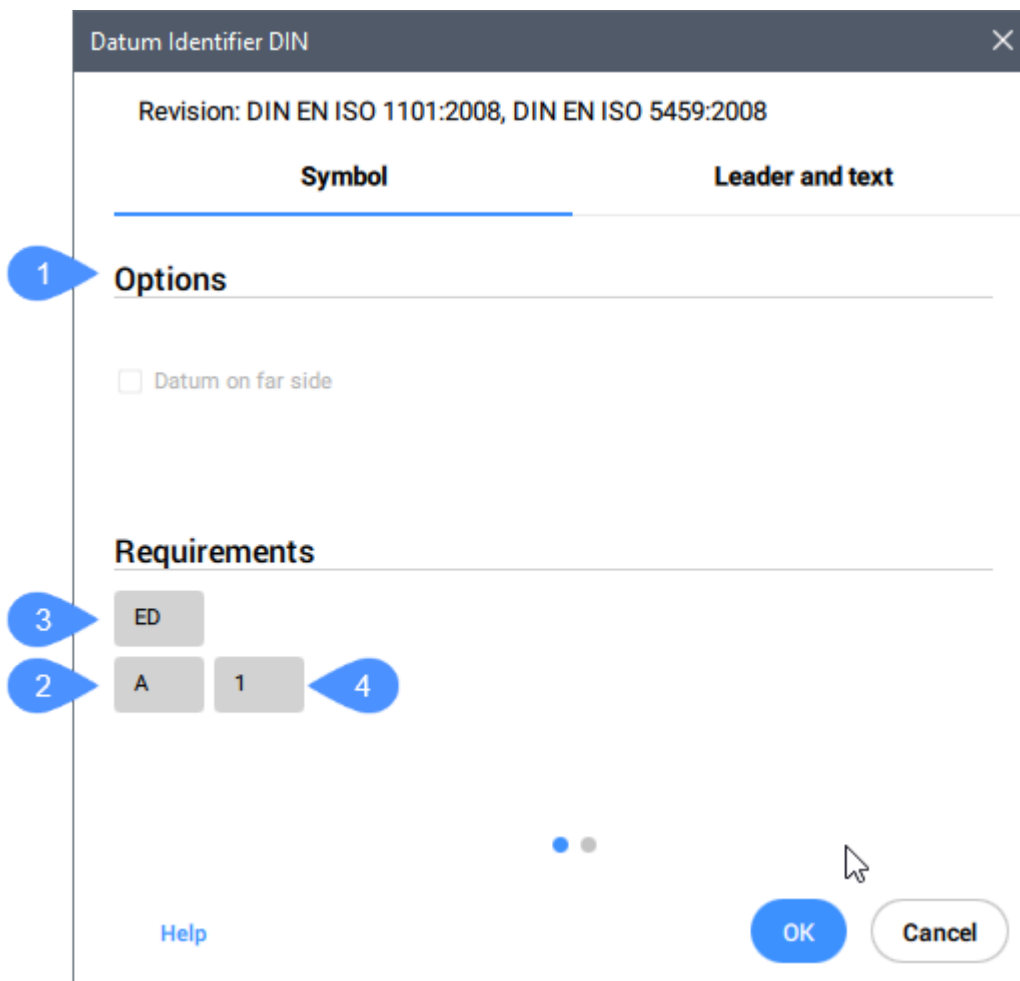 Datum Identifier DIN
Revision: DIN EN ISO 1101:2008, DIN EN ISO 5459:2008
Symbol Leader and text
1 Options
Datum on far side
Requirements
3 ED
2 A 1 4
Help OK Cancel